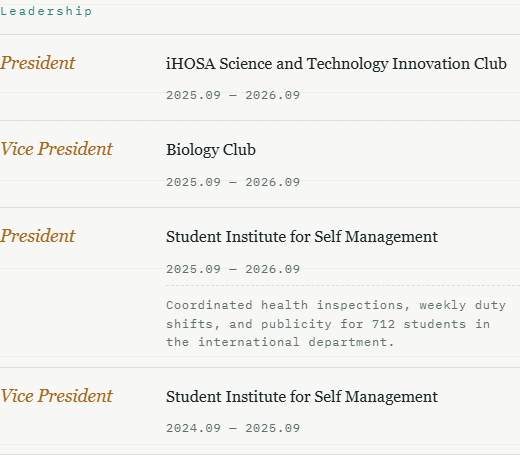 Leadership
President
iHOSA Science and Technology Innovation Club
2025.09 — 2026.09
Vice President
Biology Club
2025.09 — 2026.09
President
Student Institute for Self Management
2025.09 — 2026.09
Coordinated health inspections, weekly duty
shifts, and publicity for 712 students in
the international department.
Vice President
Student Institute for Self Management
2024.09 — 2025.09